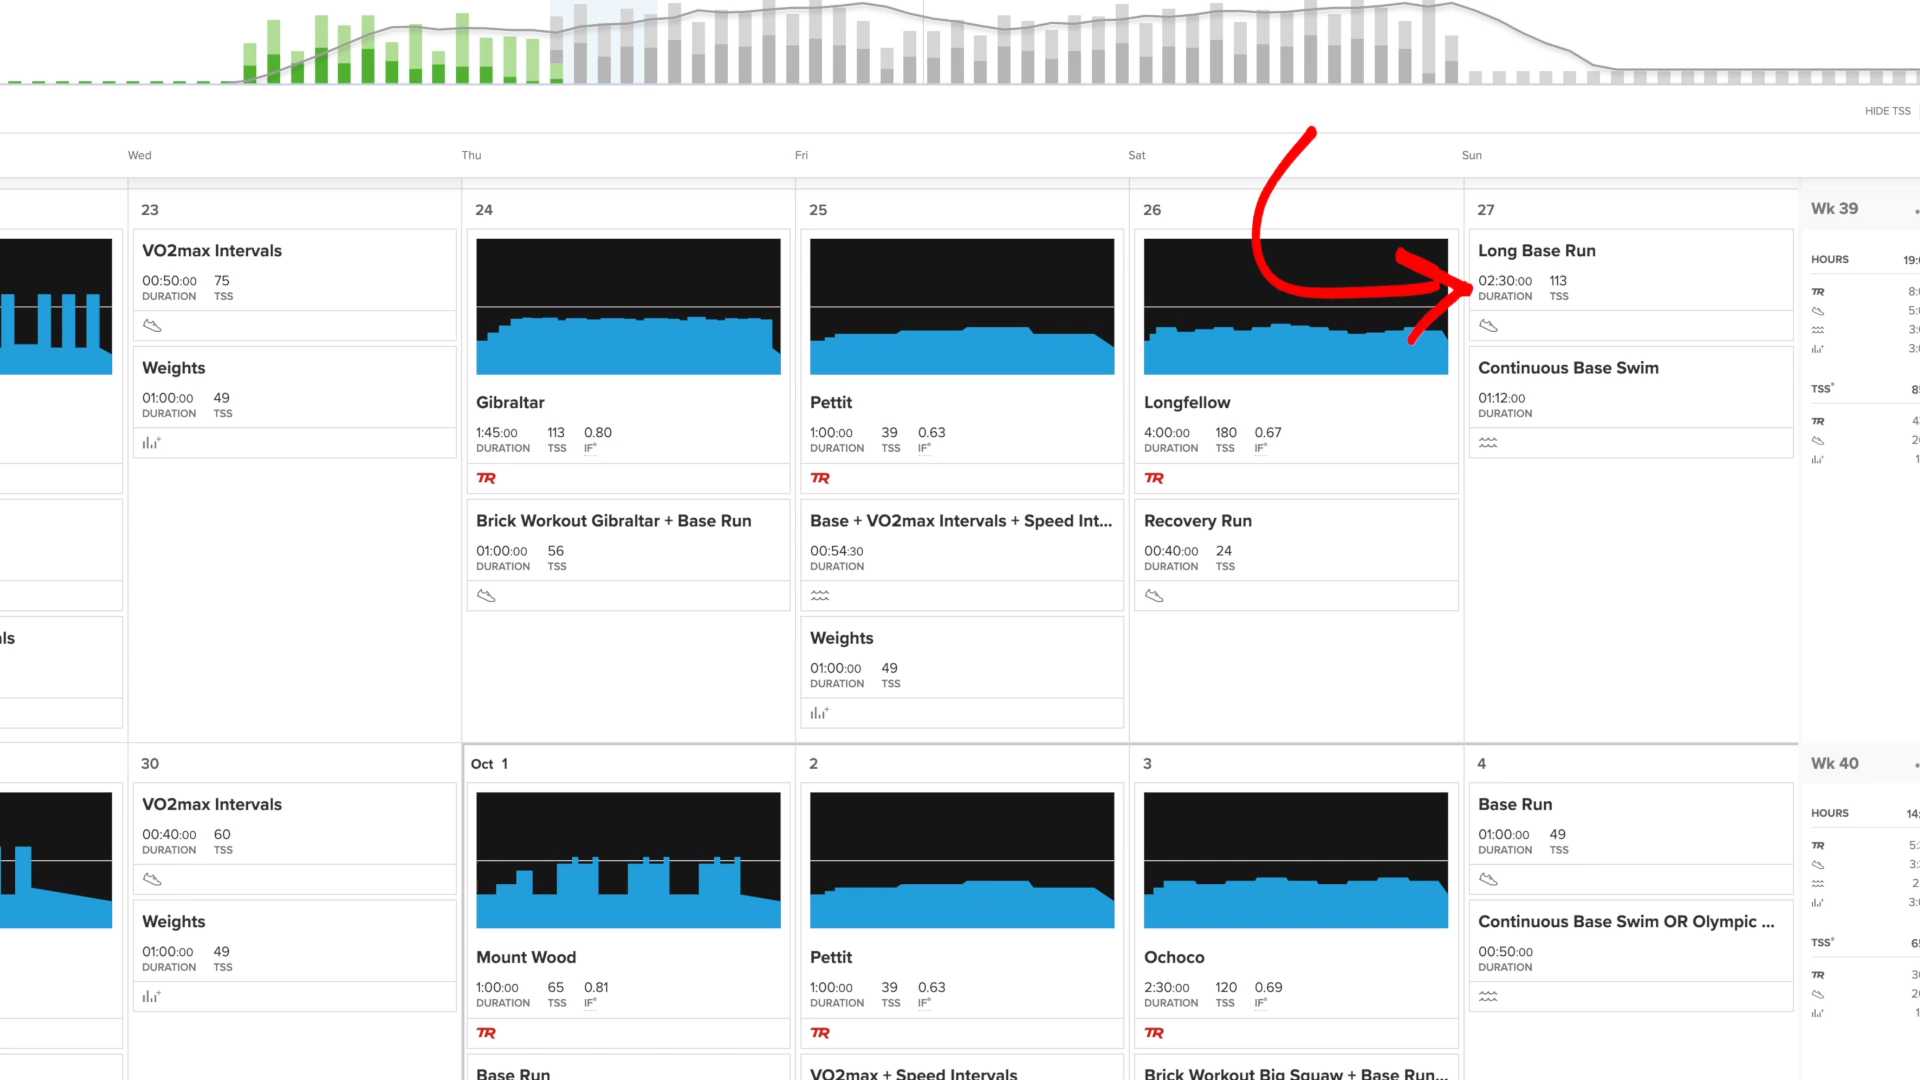 HIDE TSS
Wed Thu Fri Sat Sun
23 24 25 26 27 Wk 39
VO2max Intervals
00:50:00 75
DURATION TSS
Weights
01:00:00 49
DURATION TSS
Gibraltar
1:45:00 113 0.80
DURATION TSS IF®
TR
Brick Workout Gibraltar + Base Run
01:00:00 56
DURATION TSS
Pettit
1:00:00 39 0.63
DURATION TSS IF®
TR
Base + VO2max Intervals + Speed Int...
00:54:30
DURATION
Weights
01:00:00 49
DURATION TSS
Longfellow
4:00:00 180 0.67
DURATION TSS IF®
TR
Recovery Run
00:40:00 24
DURATION TSS
Long Base Run
02:30:00 113
DURATION TSS
Continuous Base Swim
01:12:00
DURATION
HOURS
TR
TSS®
TR
30 Oct 1 2 3 4 Wk 40
VO2max Intervals
00:40:00 60
DURATION TSS
Weights
01:00:00 49
DURATION TSS
Mount Wood
1:00:00 65 0.81
DURATION TSS IF®
TR
Base Run
Pettit
1:00:00 39 0.63
DURATION TSS IF®
TR
VO2max + Speed Intervals
Ochoco
2:30:00 120 0.69
DURATION TSS IF®
TR
Brick Workout Big Squaw + Base Run...
Base Run
01:00:00 49
DURATION TSS
Continuous Base Swim OR Olympic ...
00:50:00
DURATION
HOURS
TR
TSS®
TR